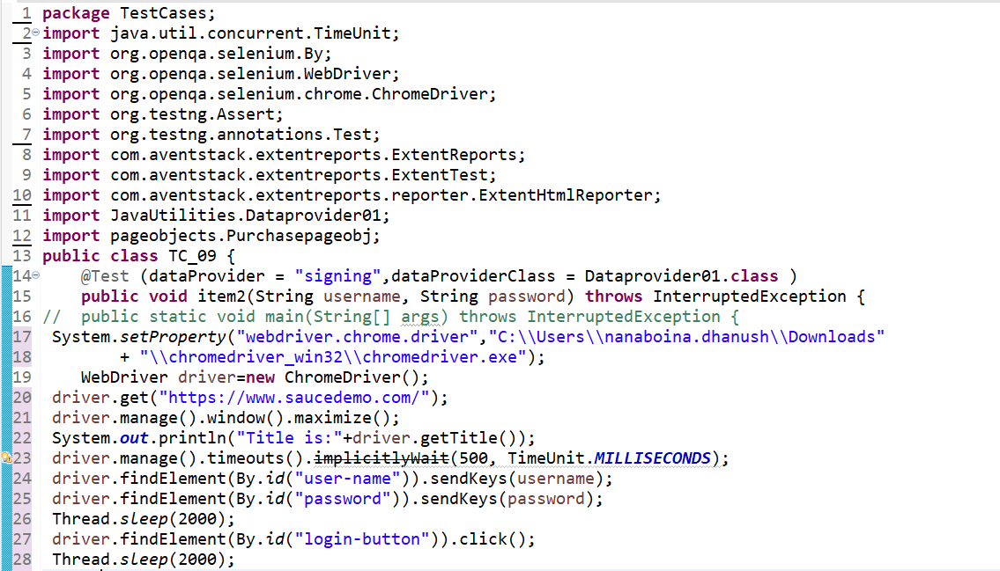 1 package TestCases;
2 import java.util.concurrent.TimeUnit;
3 import org.openqa.selenium.By;
4 import org.openqa.selenium.WebDriver;
5 import org.openqa.selenium.chrome.ChromeDriver;
6 import org.testng.Assert;
7 import org.testng.annotations.Test;
8 import com.aventstack.extentreports.ExtentReports;
9 import com.aventstack.extentreports.ExtentTest;
10 import com.aventstack.extentreports.reporter.ExtentHtmlReporter;
11 import JavaUtilities.Dataprovider01;
12 import pageobjects.Purchasepageobj;
13 public class TC_09 {
14     @Test (dataProvider = "signing",dataProviderClass = Dataprovider01.class )
15     public void item2(String username, String password) throws InterruptedException {
16 //  public static void main(String[] args) throws InterruptedException {
17  System.setProperty("webdriver.chrome.driver","C:\\Users\\nanaboina.dhanush\\Downloads"
18         + "\\chromedriver_win32\\chromedriver.exe");
19     WebDriver driver=new ChromeDriver();
20  driver.get("https://www.saucedemo.com/");
21  driver.manage().window().maximize();
22  System.out.println("Title is:"+driver.getTitle());
23  driver.manage().timeouts().implicitlyWait(500, TimeUnit.MILLISECONDS);
24  driver.findElement(By.id("user-name")).sendKeys(username);
25  driver.findElement(By.id("password")).sendKeys(password);
26  Thread.sleep(2000);
27  driver.findElement(By.id("login-button")).click();
28  Thread.sleep(2000);